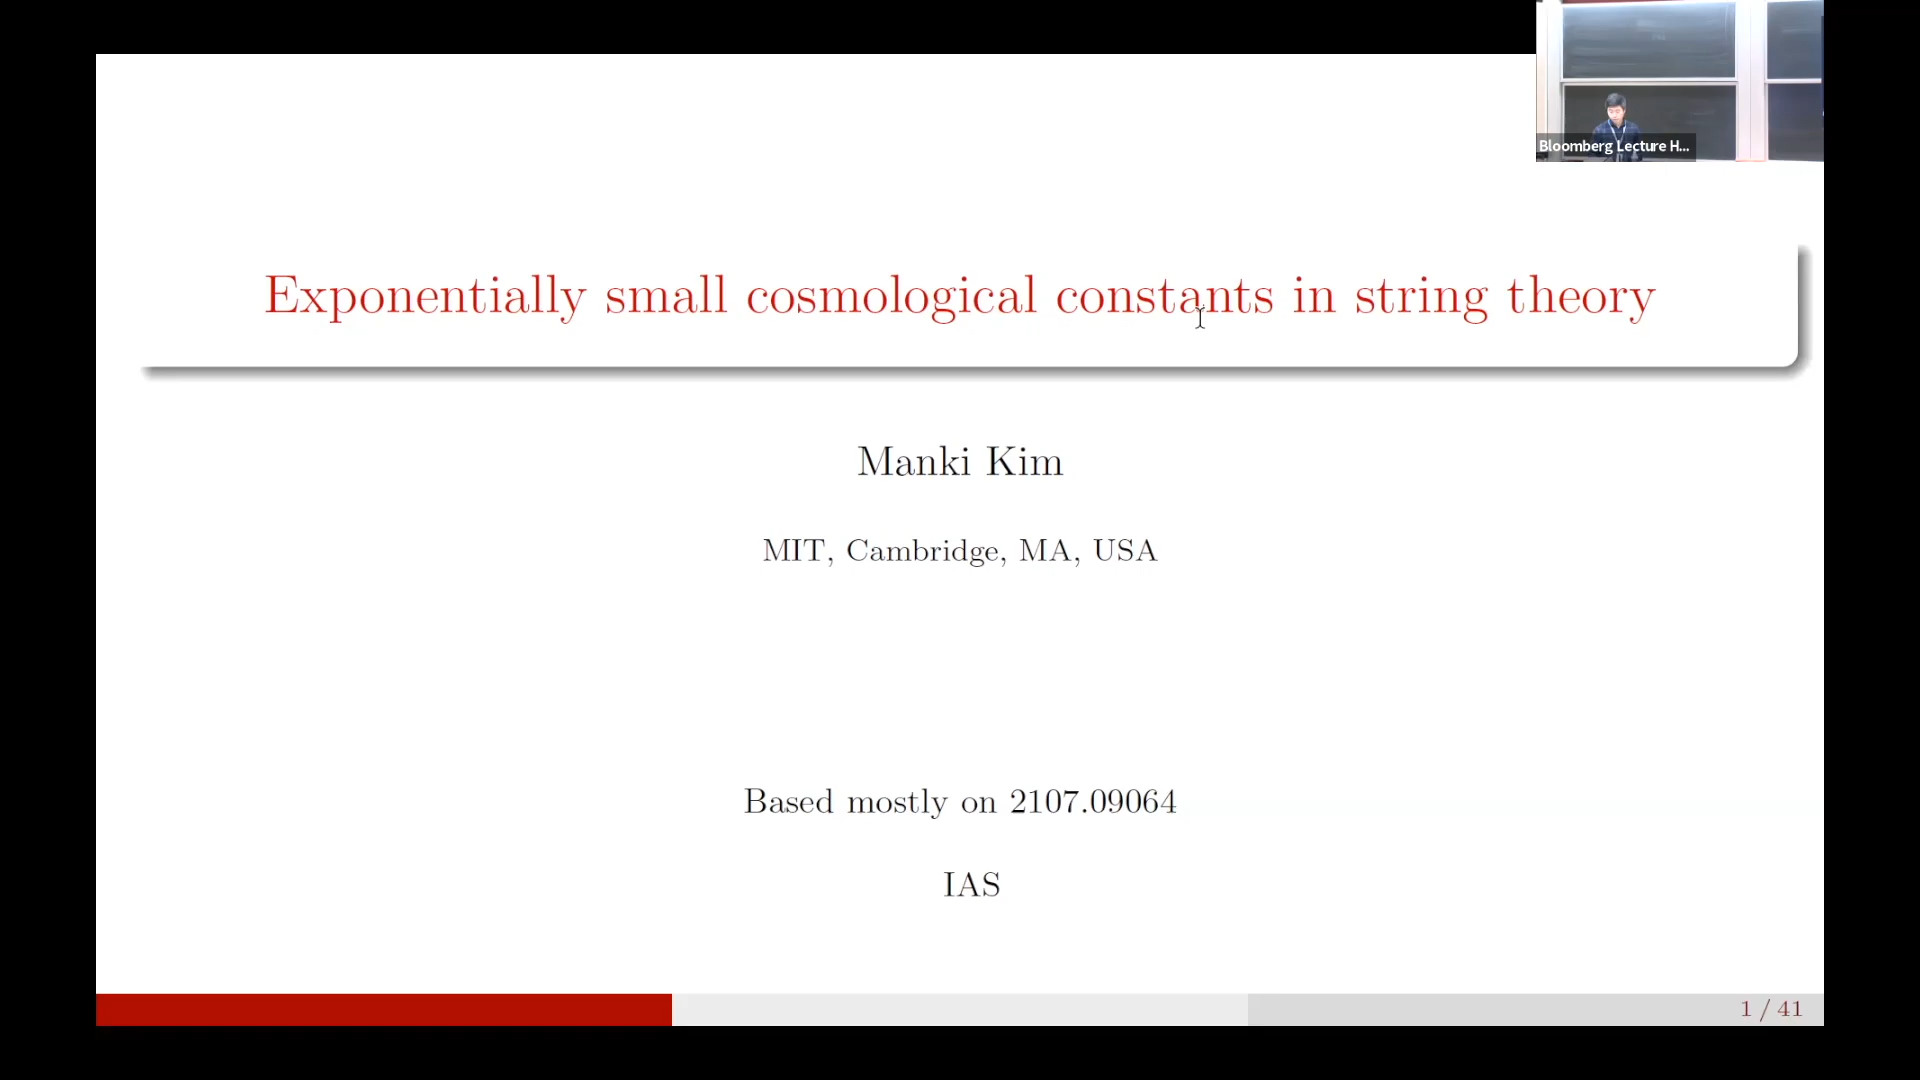 Bloomberg Lecture H...
Exponentially small cosmological constants in string theory
Manki Kim
MIT, Cambridge, MA, USA
Based mostly on 2107.09064
IAS
1 / 41